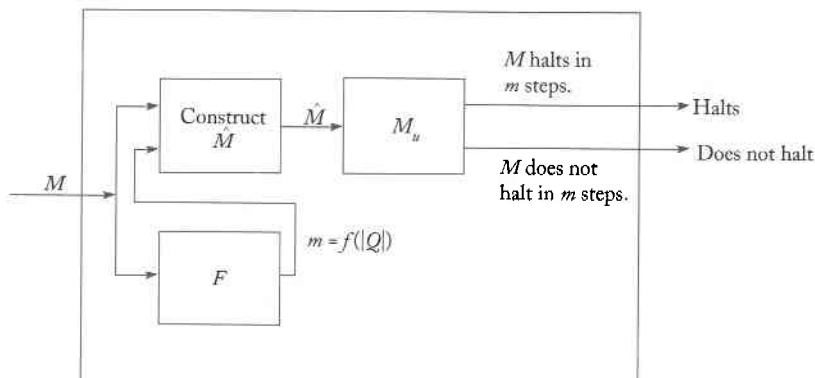 M halts in
m steps.
Halts
Construct
M̂
M̂
M_u
Does not halt
M does not
halt in m steps.
M
m = f(|Q|)
F